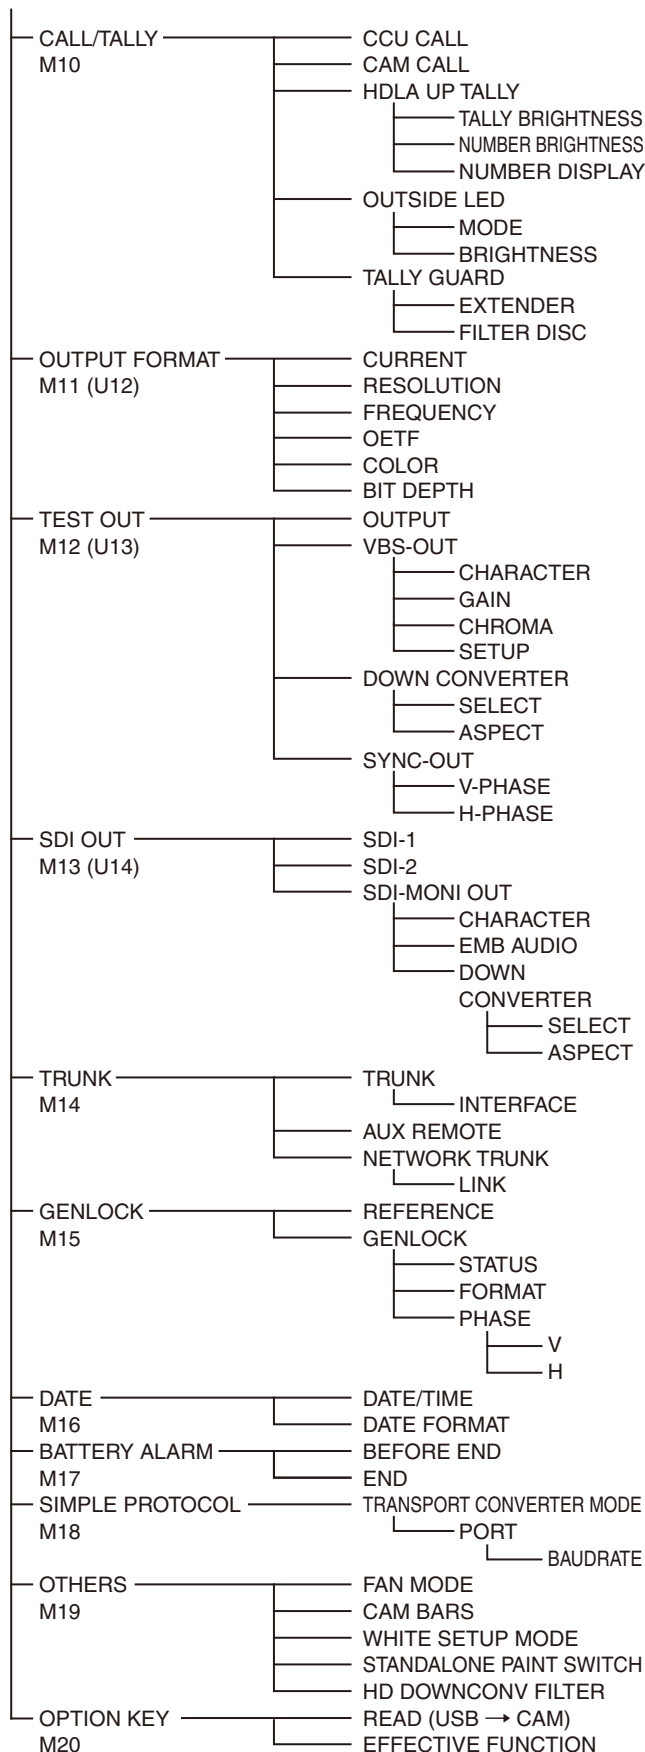 CALL/TALLY
M10
CCU CALL
CAM CALL
HDLA UP TALLY
TALLY BRIGHTNESS
NUMBER BRIGHTNESS
NUMBER DISPLAY
OUTSIDE LED
MODE
BRIGHTNESS
TALLY GUARD
EXTENDER
FILTER DISC
OUTPUT FORMAT
M11 (U12)
CURRENT
RESOLUTION
FREQUENCY
OETF
COLOR
BIT DEPTH
TEST OUT
M12 (U13)
OUTPUT
VBS-OUT
CHARACTER
GAIN
CHROMA
SETUP
DOWN CONVERTER
SELECT
ASPECT
SYNC-OUT
V-PHASE
H-PHASE
SDI OUT
M13 (U14)
SDI-1
SDI-2
SDI-MONI OUT
CHARACTER
EMB AUDIO
DOWN
CONVERTER
SELECT
ASPECT
TRUNK
M14
TRUNK
INTERFACE
AUX REMOTE
NETWORK TRUNK
LINK
GENLOCK
M15
REFERENCE
GENLOCK
STATUS
FORMAT
PHASE
V
H
DATE
M16
DATE/TIME
DATE FORMAT
BATTERY ALARM
M17
BEFORE END
END
SIMPLE PROTOCOL
M18
TRANSPORT CONVERTER MODE
PORT
BAUDRATE
OTHERS
M19
FAN MODE
CAM BARS
WHITE SETUP MODE
STANDALONE PAINT SWITCH
HD DOWNCONV FILTER
OPTION KEY
M20
READ (USB → CAM)
EFFECTIVE FUNCTION